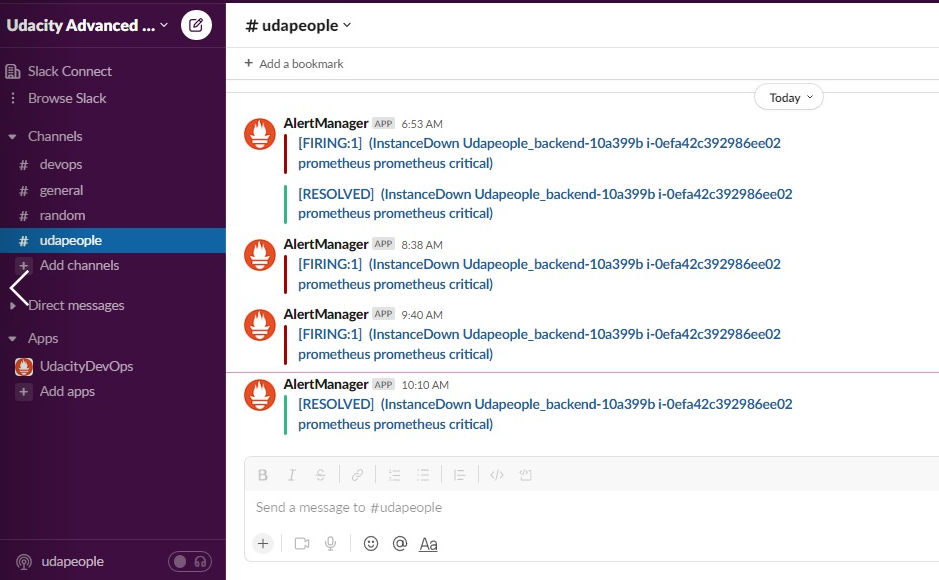 Udacity Advanced ...
Slack Connect
Browse Slack
Channels
# devops
# general
# random
# udapeople
+ Add channels
Direct messages
Apps
UdacityDevOps
+ Add apps
udapeople
# udapeople
+ Add a bookmark
Today
AlertManager APP 6:53 AM
[FIRING:1] (InstanceDown Udapeople_backend-10a399b i-0efa42c392986ee02
prometheus prometheus critical)
[RESOLVED] (InstanceDown Udapeople_backend-10a399b i-0efa42c392986ee02
prometheus prometheus critical)
AlertManager APP 8:38 AM
[FIRING:1] (InstanceDown Udapeople_backend-10a399b i-0efa42c392986ee02
prometheus prometheus critical)
AlertManager APP 9:40 AM
[FIRING:1] (InstanceDown Udapeople_backend-10a399b i-0efa42c392986ee02
prometheus prometheus critical)
AlertManager APP 10:10 AM
[RESOLVED] (InstanceDown Udapeople_backend-10a399b i-0efa42c392986ee02
prometheus prometheus critical)
B I S
Send a message to #udapeople
+ @ Aa